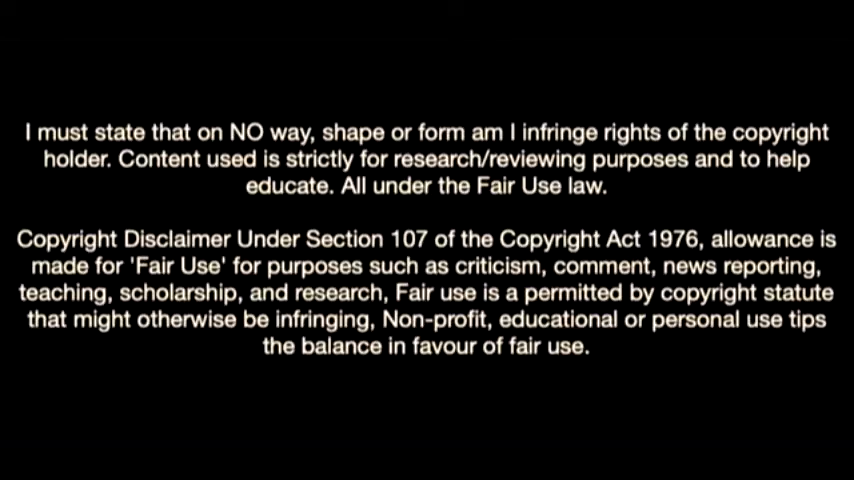 I must state that on NO way, shape or form am I infringe rights of the copyright
holder. Content used is strictly for research/reviewing purposes and to help
educate. All under the Fair Use law.
Copyright Disclaimer Under Section 107 of the Copyright Act 1976, allowance is
made for 'Fair Use' for purposes such as criticism, comment, news reporting,
teaching, scholarship, and research, Fair use is a permitted by copyright statute
that might otherwise be infringing, Non-profit, educational or personal use tips
the balance in favour of fair use.